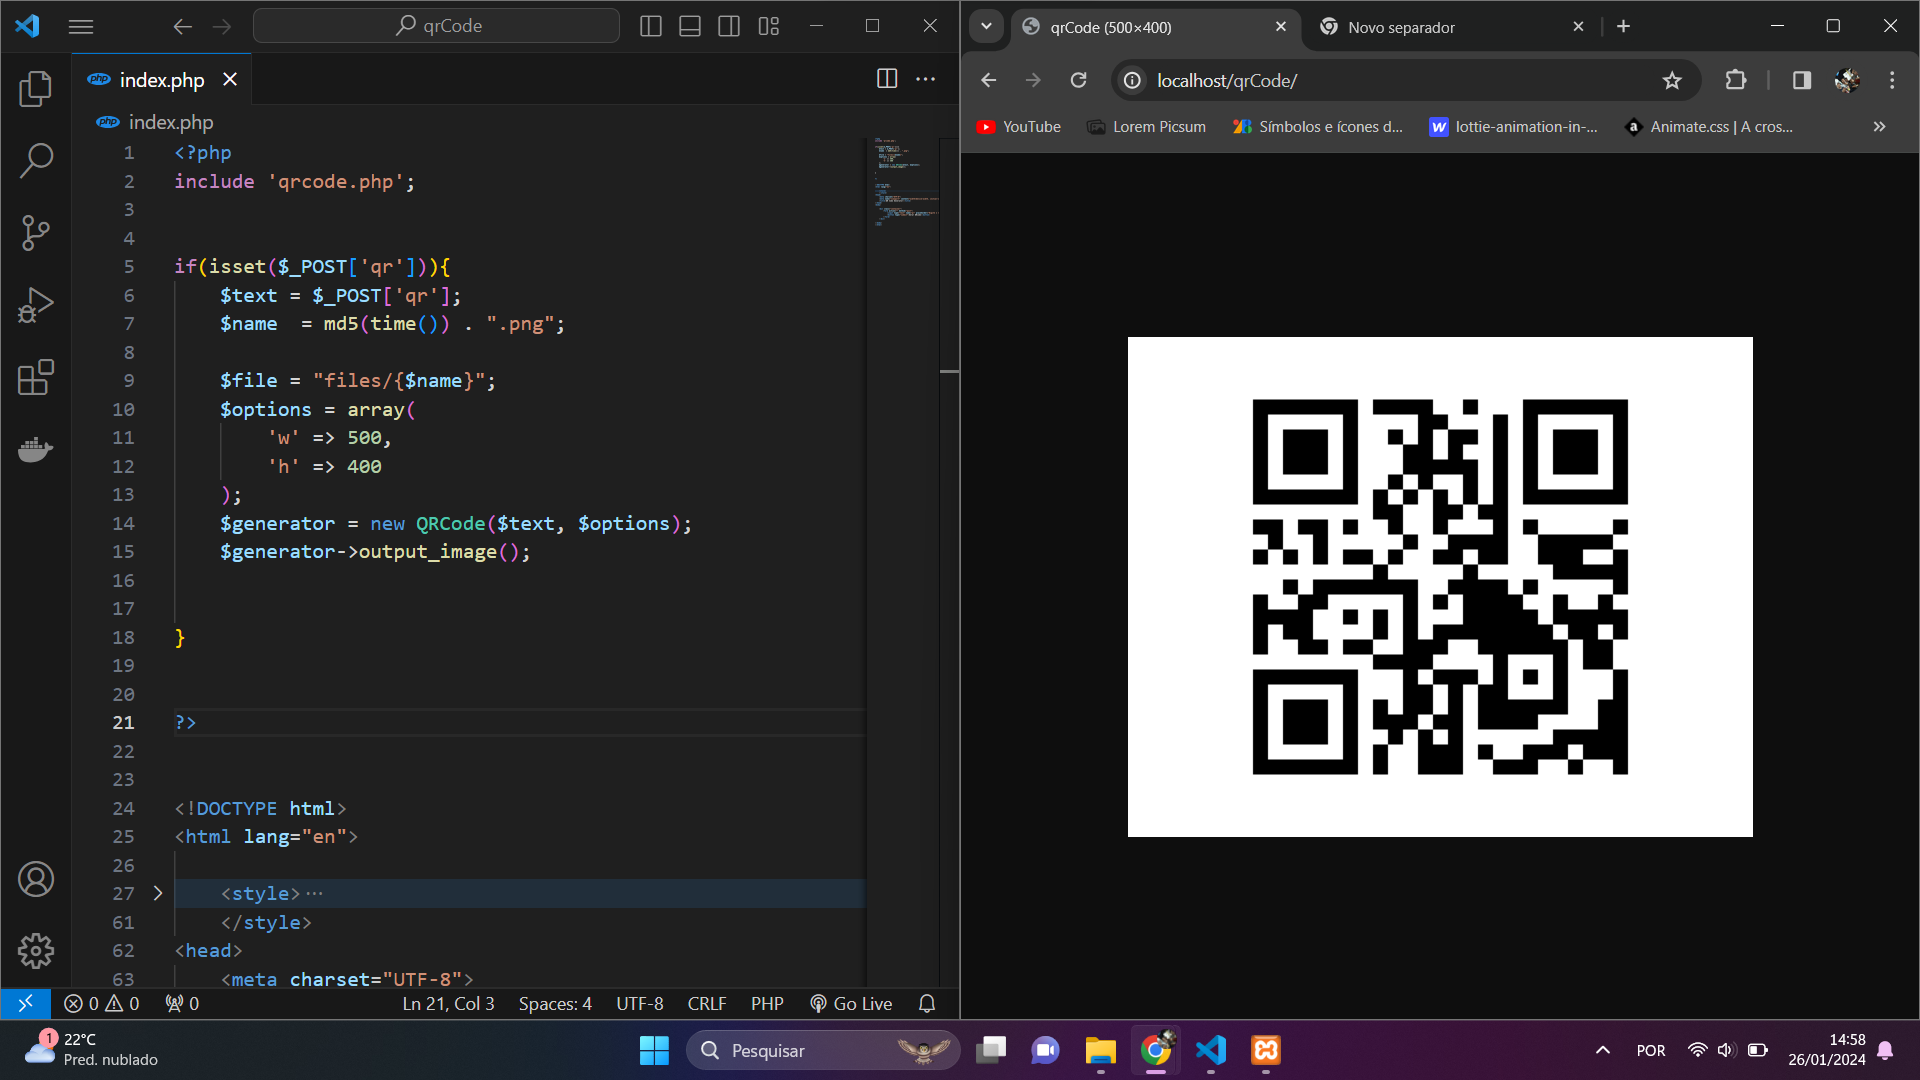 qrCode
index.php
index.php
1 <?php
2 include 'qrcode.php';
3
4
5 if(isset($_POST['qr'])){
6 $text = $_POST['qr'];
7 $name  = md5(time()) . ".png";
8
9 $file = "files/{$name}";
10 $options = array(
11 'w' => 500,
12 'h' => 400
13 );
14 $generator = new QRCode($text, $options);
15 $generator->output_image();
16
17
18 }
19
20
21 ?>
22
23
24 <!DOCTYPE html>
25 <html lang="en">
26
27 <style>…
61 </style>
62 <head>
63 <meta charset="UTF-8">
0 0 0 Ln 21, Col 3 Spaces: 4 UTF-8 CRLF PHP Go Live
qrCode (500×400) Novo separador
localhost/qrCode/
YouTube Lorem Picsum Símbolos e ícones d... lottie-animation-in-... Animate.css | A cros...
1 22°C
Pred. nublado
Pesquisar
POR
14:58
26/01/2024